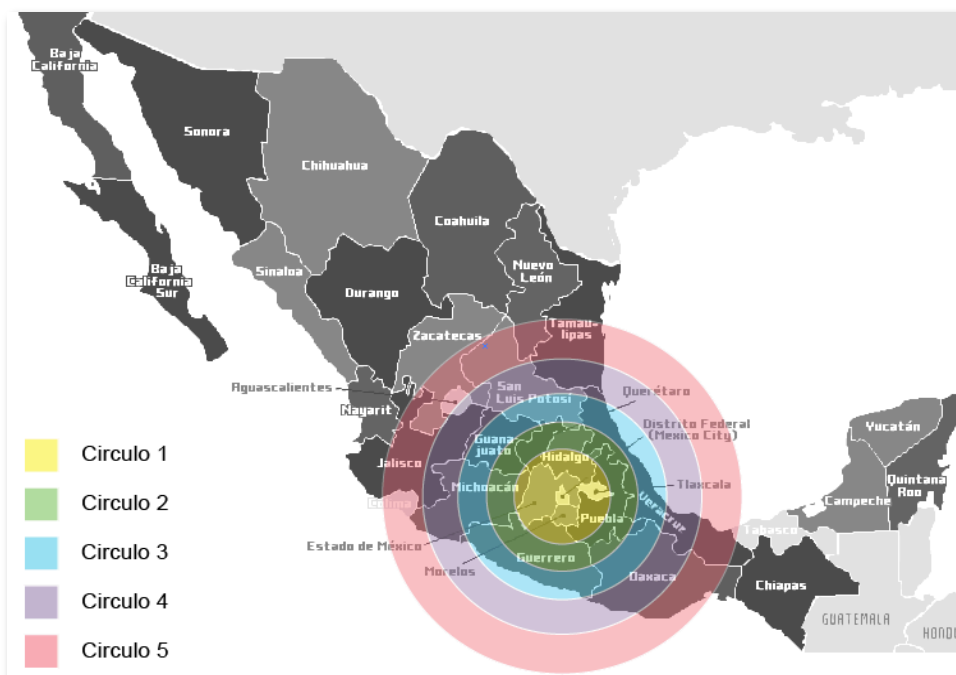 Baja
California
Sonora
Chihuahua
Coahuila
Baja
California
Sur
Sinaloa
Durango
Nuevo
León
Zacatecas
Tamau-
lipas
Aguascalientes
Nayarit
San
Luis Potosí
Querétaro
Distrito Federal
(Mexico City)
Guana-
juato
Hidalgo
Jalisco
Michoacán
Tlaxcala
Colima
Puebla
Veracruz
Estado de México
Morelos
Guerrero
Oaxaca
Yucatán
Quintana
Roo
Campeche
Tabasco
Chiapas
GUATEMALA
HONDU
Circulo 1
Circulo 2
Circulo 3
Circulo 4
Circulo 5